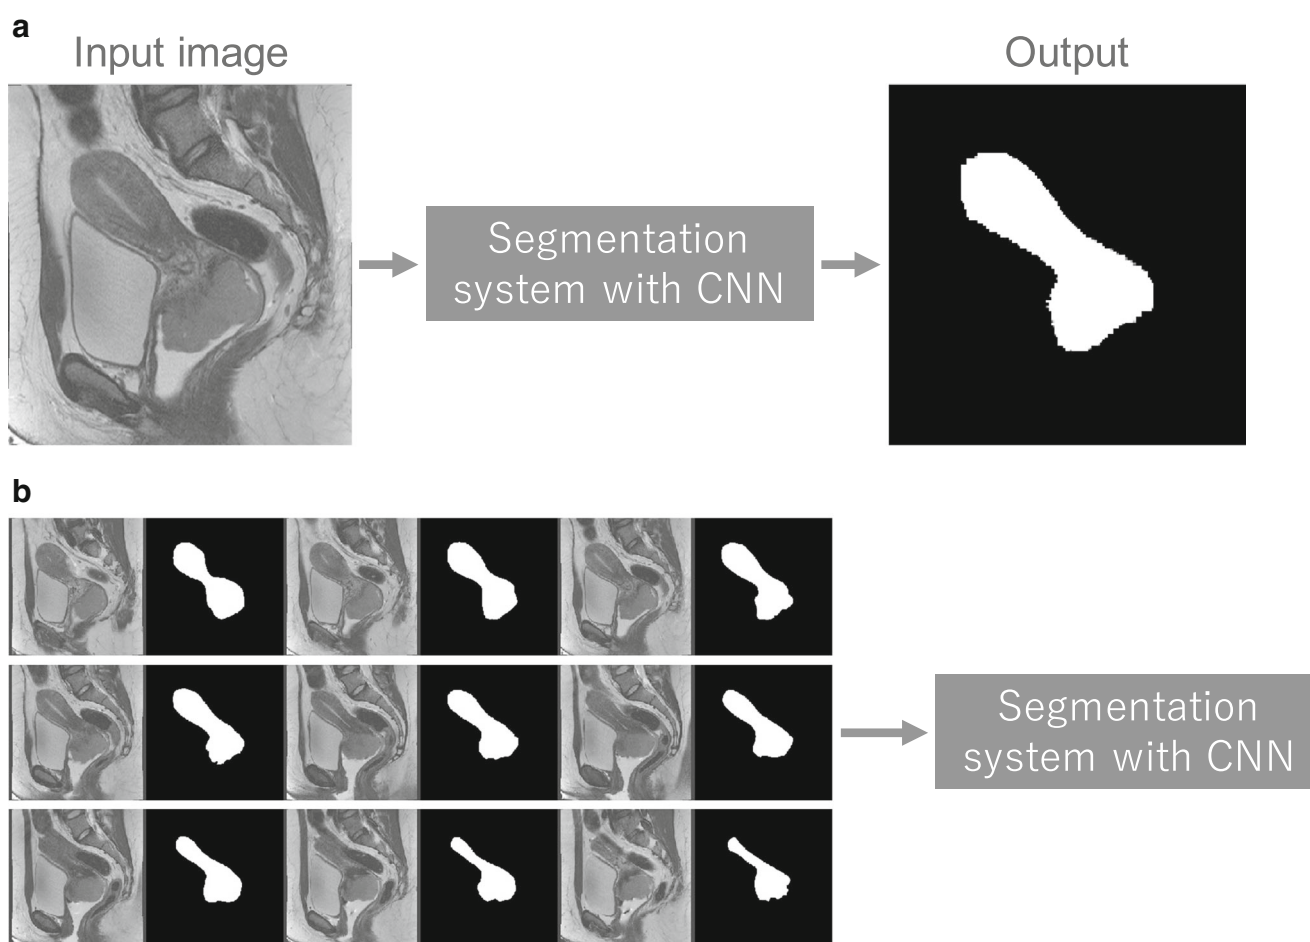 a
Input image
Output
Segmentation
system with CNN
b
Segmentation
system with CNN